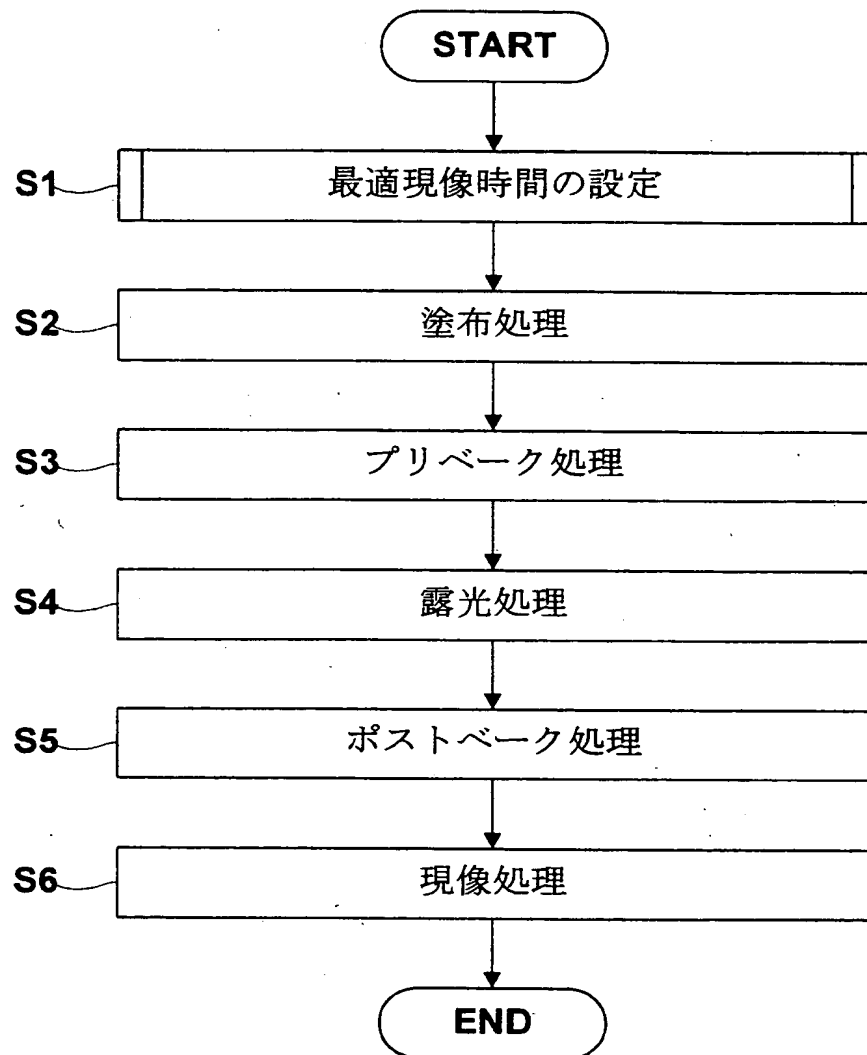 START
S1 最適現像時間の設定
S2 塗布処理
S3 プリベーク処理
S4 露光処理
S5 ポストベーク処理
S6 現像処理
END